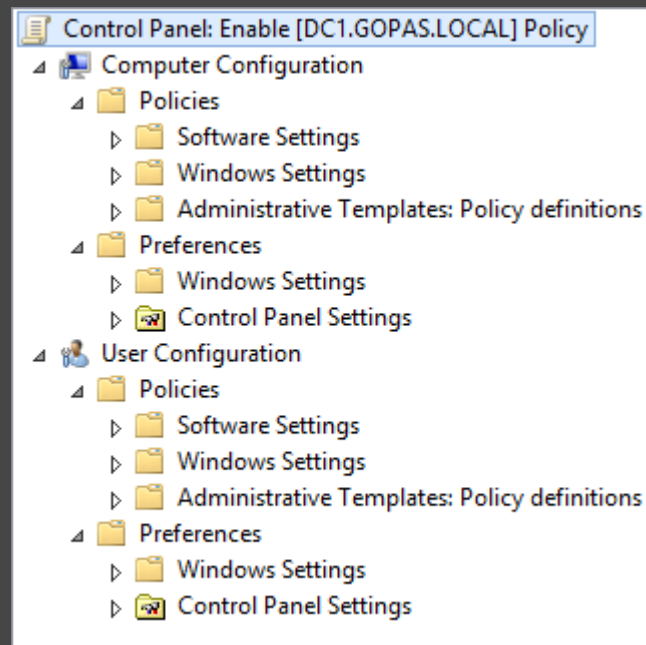 Control Panel: Enable [DC1.GOPAS.LOCAL] Policy
Computer Configuration
Policies
Software Settings
Windows Settings
Administrative Templates: Policy definitions
Preferences
Windows Settings
Control Panel Settings
User Configuration
Policies
Software Settings
Windows Settings
Administrative Templates: Policy definitions
Preferences
Windows Settings
Control Panel Settings